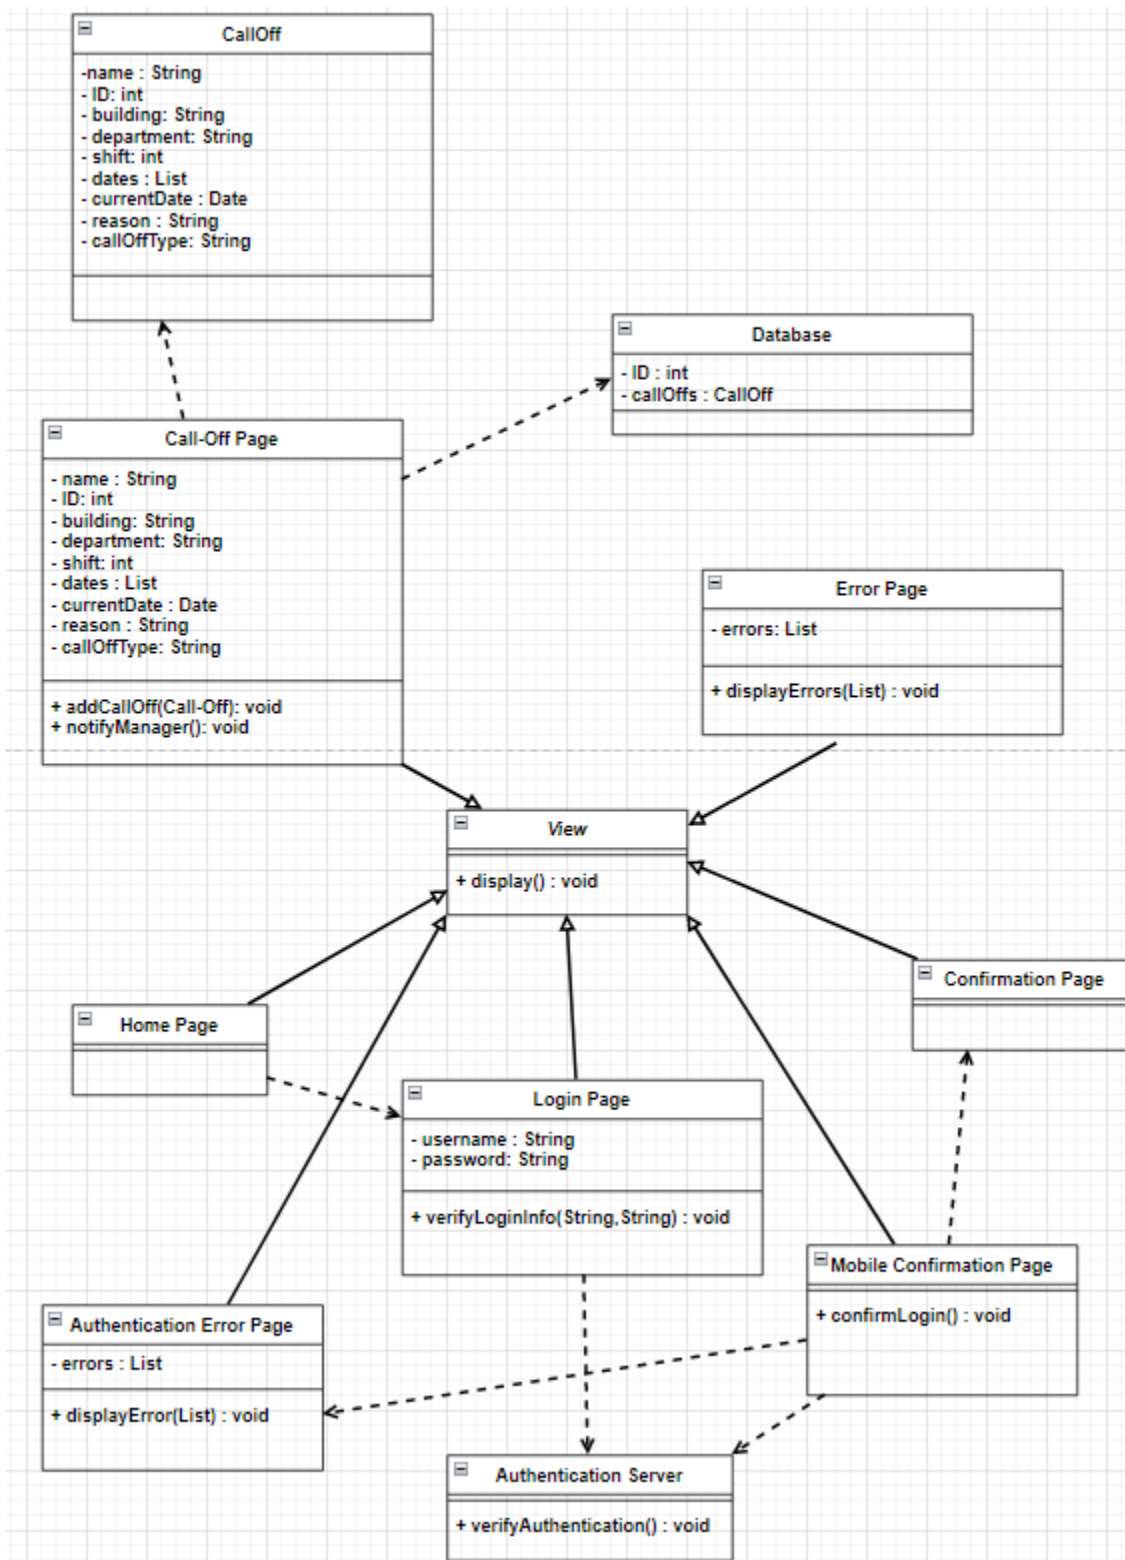 CallOff
-name : String
- ID: int
- building: String
- department: String
- shift: int
- dates : List
- currentDate : Date
- reason : String
- callOffType: String
Database
- ID : int
- callOffs : CallOff
Call-Off Page
- name : String
- ID: int
- building: String
- department: String
- shift: int
- dates : List
- currentDate : Date
- reason : String
- callOffType: String
+ addCallOff(Call-Off): void
+ notifyManager(): void
Error Page
- errors: List
+ displayErrors(List) : void
View
+ display() : void
Confirmation Page
Home Page
Login Page
- username : String
- password: String
+ verifyLoginInfo(String,String) : void
Mobile Confirmation Page
+ confirmLogin() : void
Authentication Error Page
- errors : List
+ displayError(List) : void
Authentication Server
+ verifyAuthentication() : void